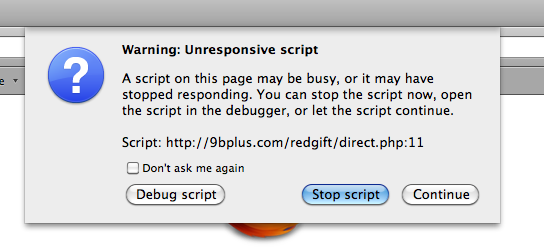 e
Warning: Unresponsive script
A script on this page may be busy, or it may have
stopped responding. You can stop the script now, open
the script in the debugger, or let the script continue.
Script: http://9bplus.com/redgift/direct.php:11
Don't ask me again
Debug script
Stop script
Continue